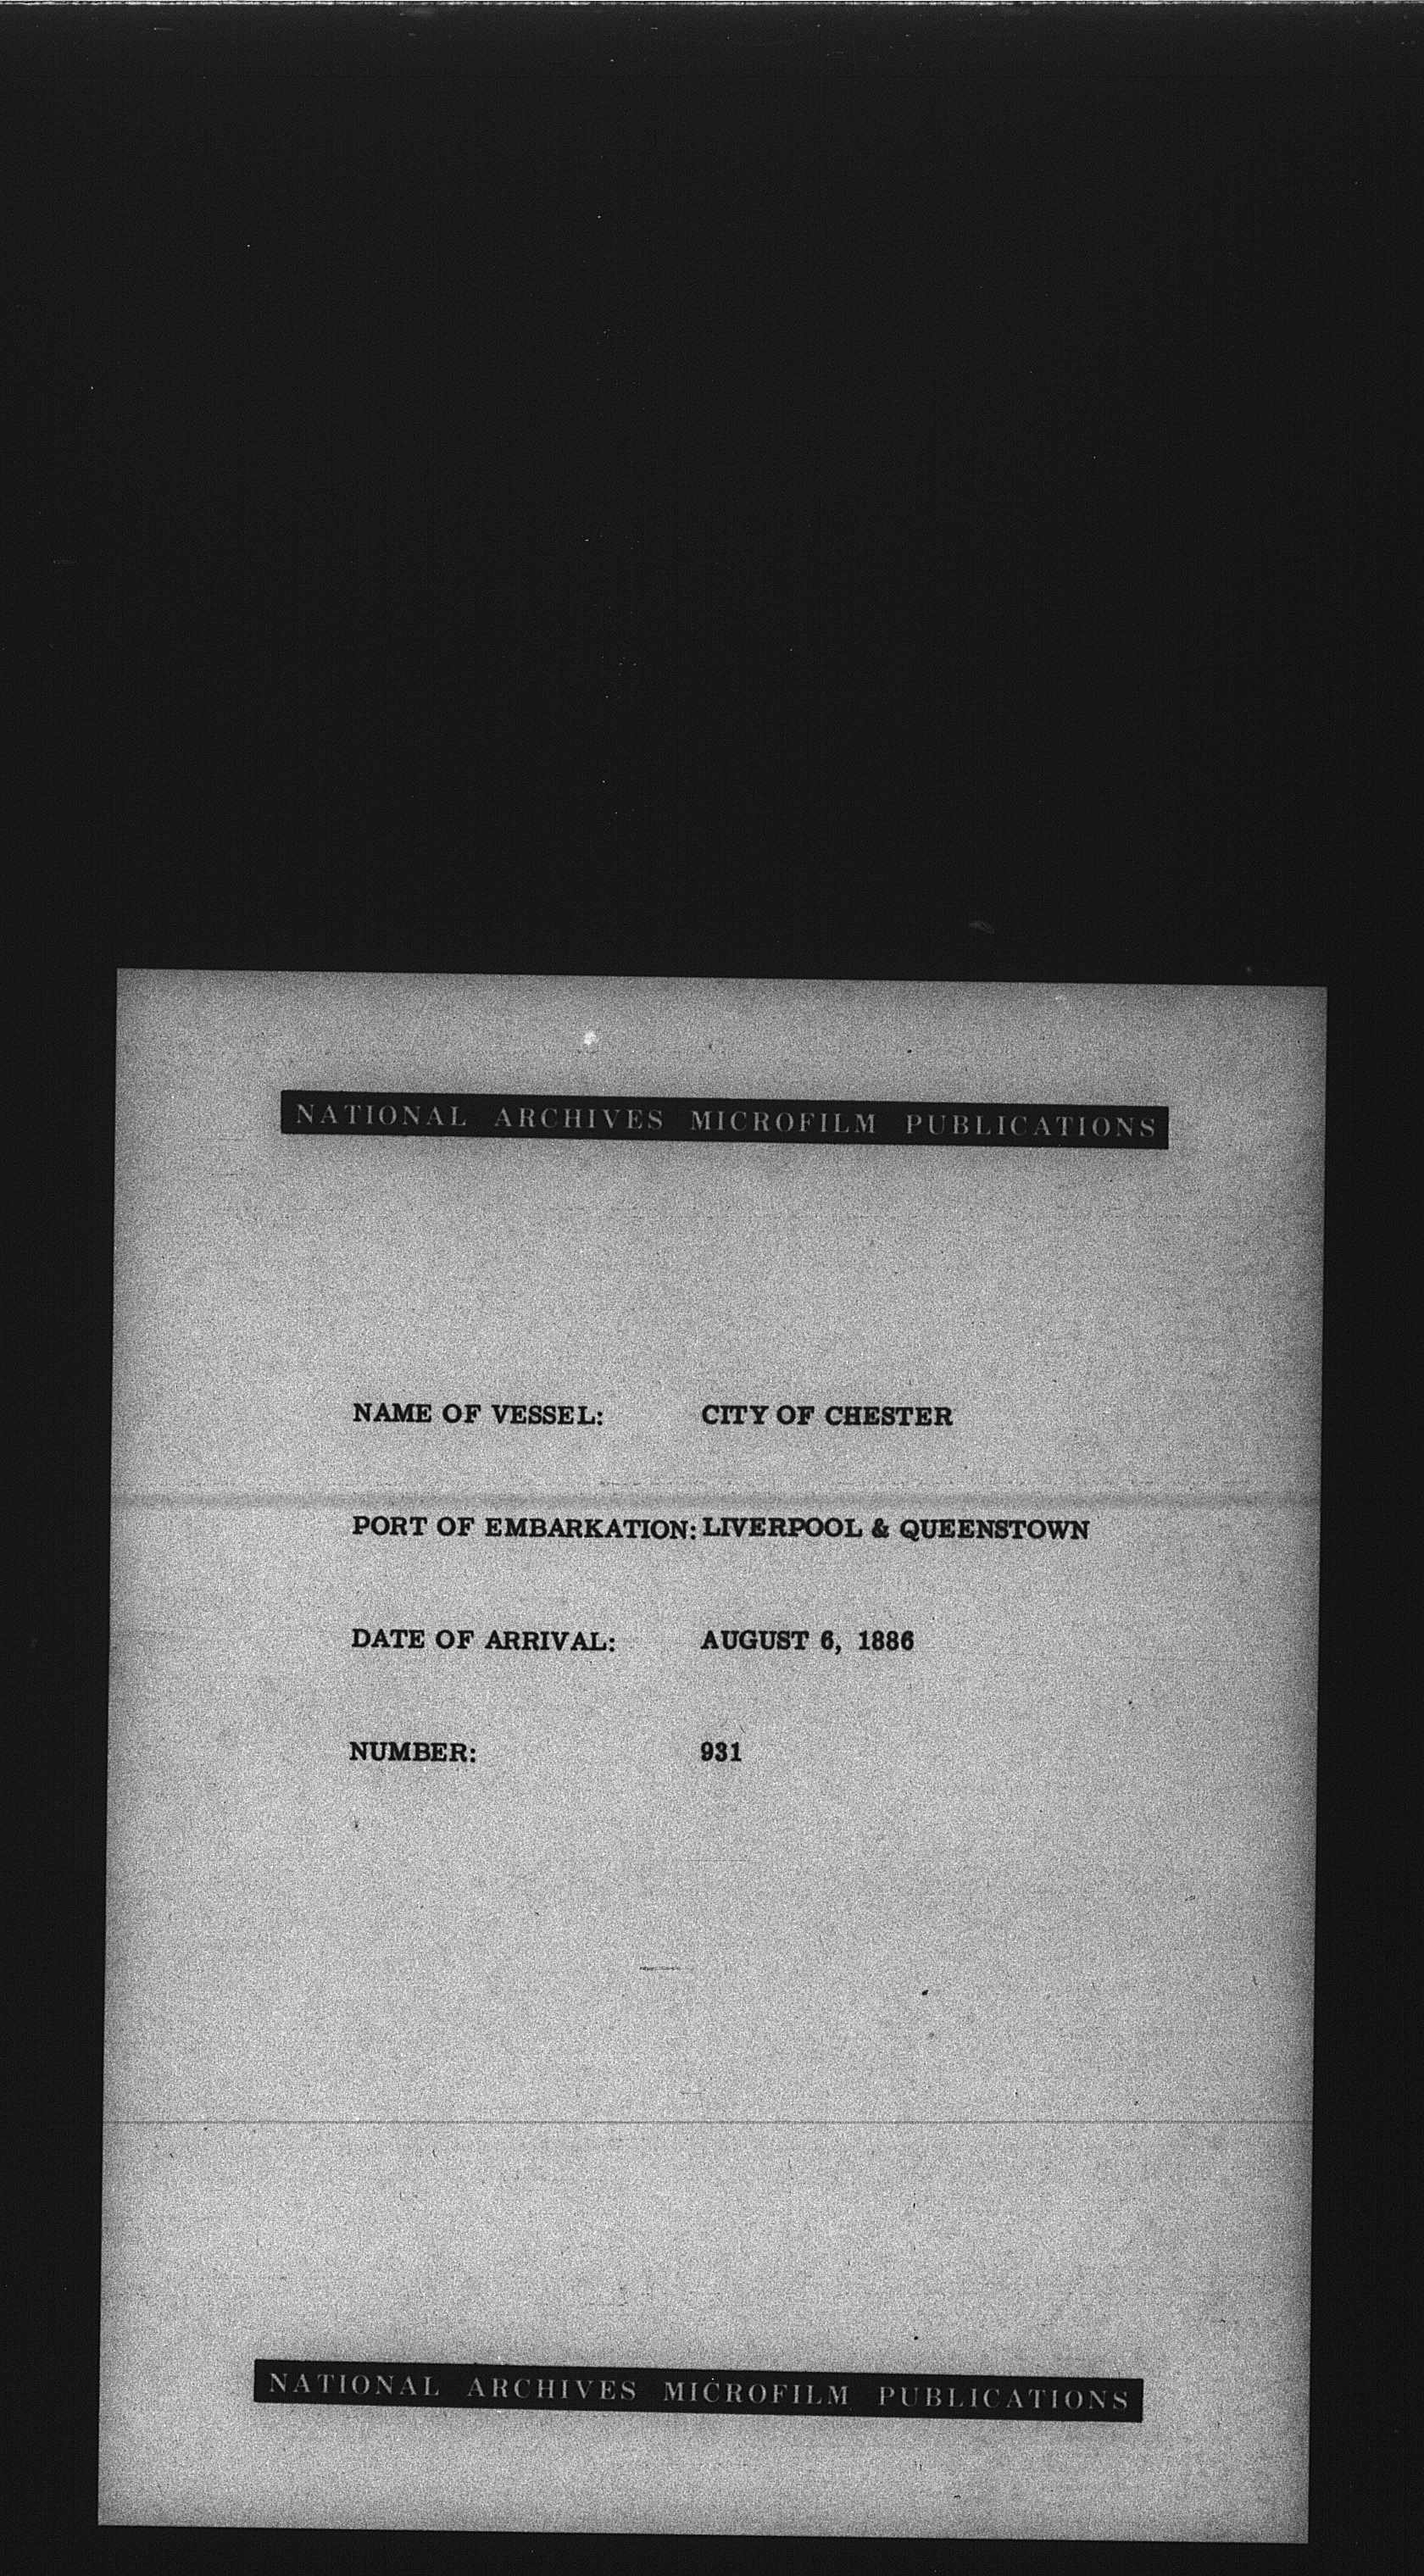 NATIONAL ARCHIVES MICROFILM PUBLICATIONS
NAME OF VESSEL: CITY OF CHESTER
PORT OF EMBARKATION: LIVERPOOL & QUEENSTOWN
DATE OF ARRIVAL: AUGUST 6, 1886
NUMBER: 931
NATIONAL ARCHIVES MICROFILM PUBLICATIONS